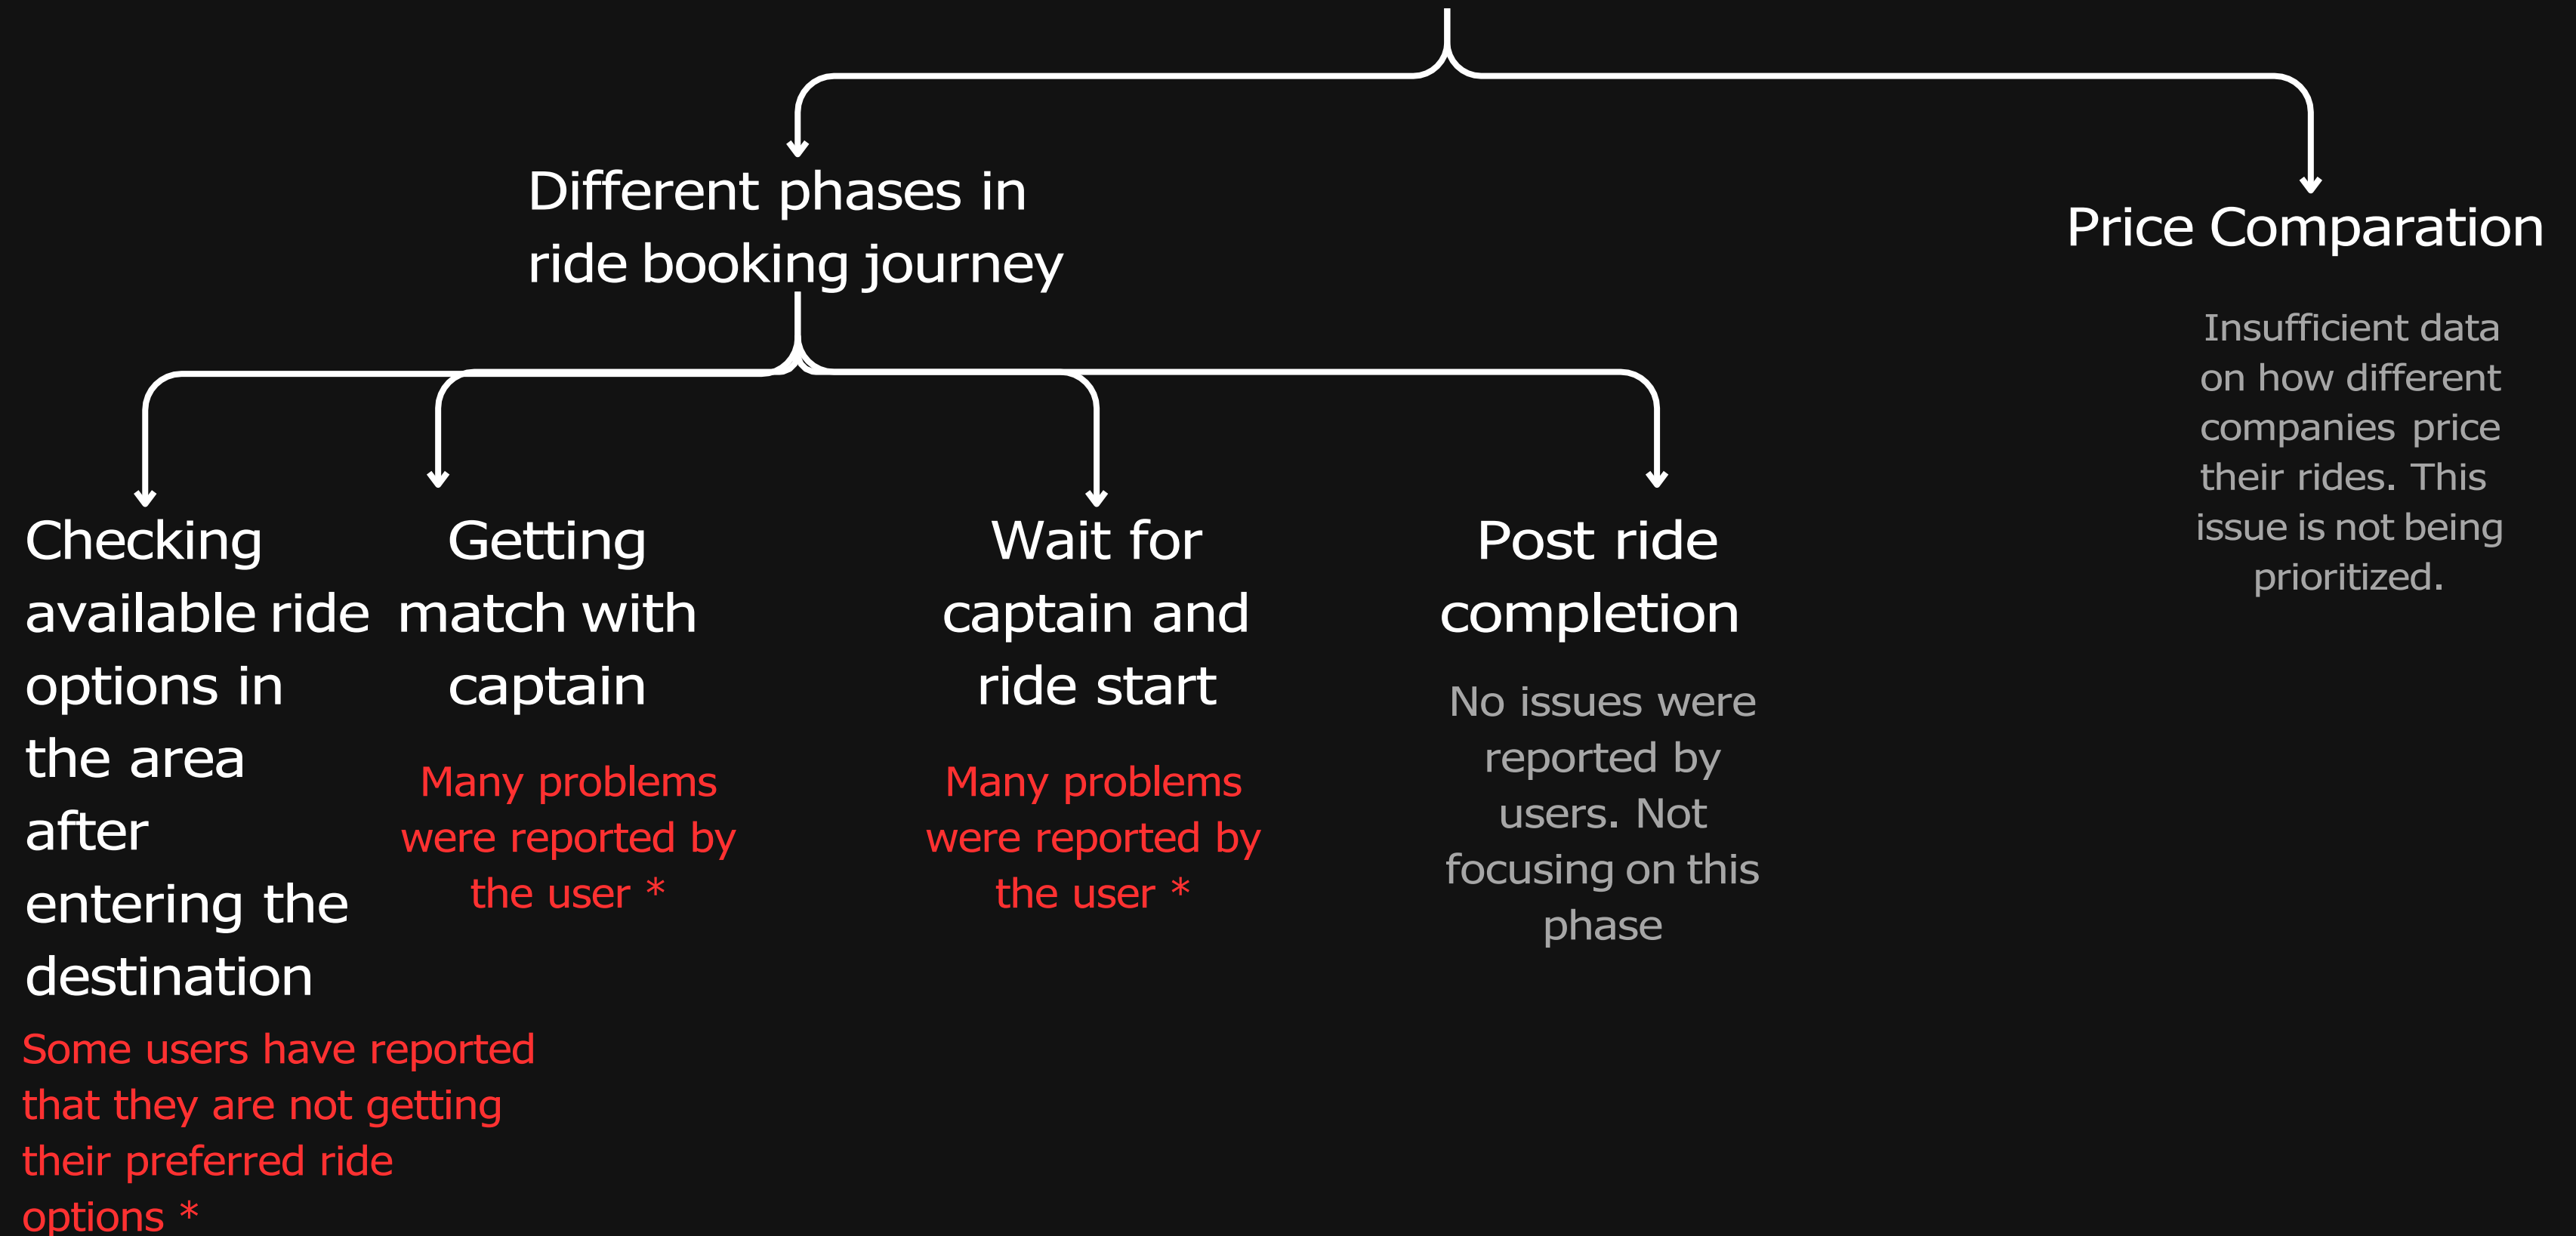 Different phases in
ride booking journey
Price Comparation
Insufficient data
on how different
companies price
their rides. This
issue is not being
prioritized.
Checking
available ride
options in
the area
after
entering the
destination
Some users have reported
that they are not getting
their preferred ride
options *
Getting
match with
captain
Many problems
were reported by
the user *
Wait for
captain and
ride start
Many problems
were reported by
the user *
Post ride
completion
No issues were
reported by
users. Not
focusing on this
phase